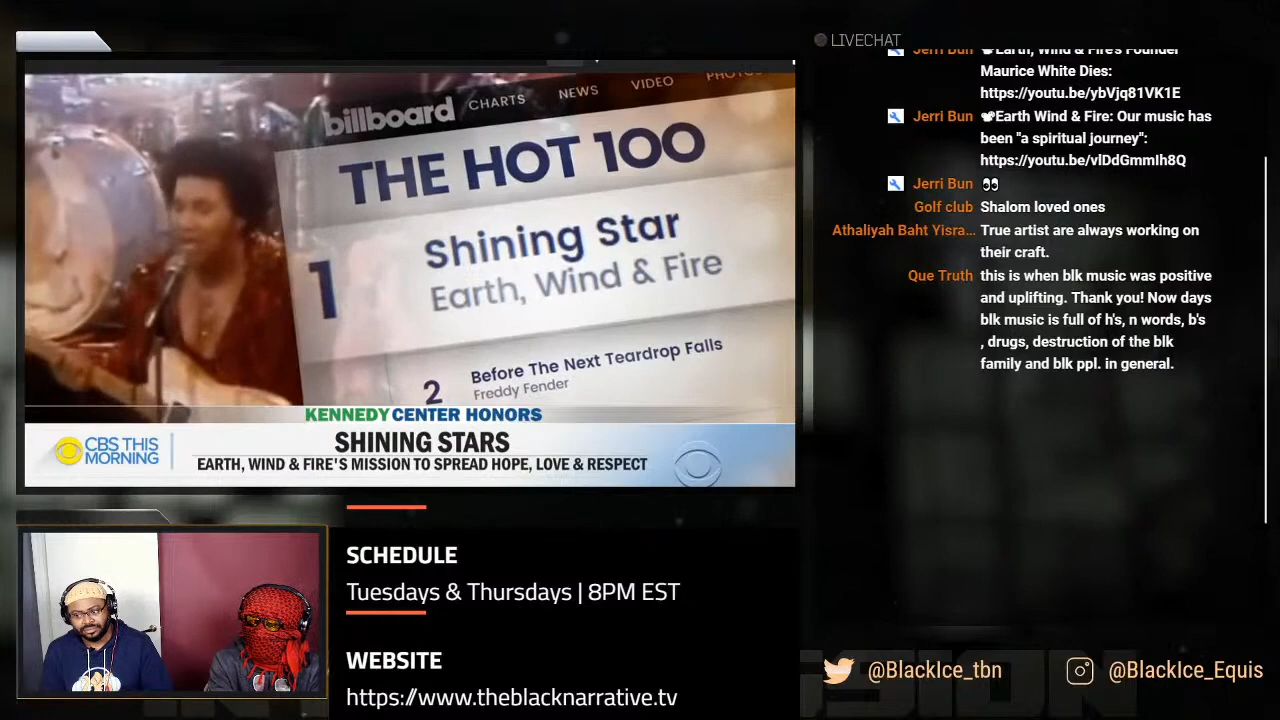 billboard CHARTS NEWS VIDEO PHOTOS
THE HOT 100
1
Shining Star
Earth, Wind & Fire
2
Before The Next Teardrop Falls
Freddy Fender
KENNEDY CENTER HONORS
CBS THIS
MORNING
SHINING STARS
EARTH, WIND & FIRE'S MISSION TO SPREAD HOPE, LOVE & RESPECT
LIVECHAT
Jerri Bun Earth, Wind & Fire's Founder
Maurice White Dies:
https://youtu.be/ybVjq81VK1E
Jerri Bun Earth Wind & Fire: Our music has
been "a spiritual journey":
https://youtu.be/vlDdGmmIh8Q
Jerri Bun 👀
Golf club Shalom loved ones
Athaliyah Baht Yisra... True artist are always working on
their craft.
Que Truth this is when blk music was positive
and uplifting. Thank you! Now days
blk music is full of h's, n words, b's
, drugs, destruction of the blk
family and blk ppl. in general.
SCHEDULE
Tuesdays & Thursdays | 8PM EST
WEBSITE
https://www.theblacknarrative.tv
@BlackIce_tbn
@BlackIce_Equis